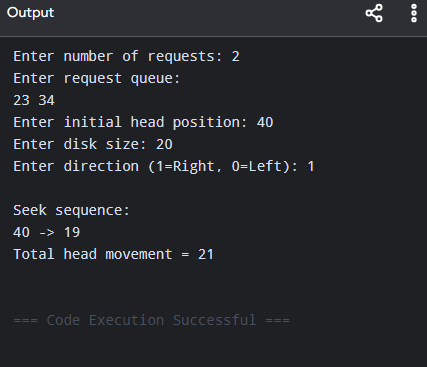 Output
Enter number of requests: 2
Enter request queue:
23 34
Enter initial head position: 40
Enter disk size: 20
Enter direction (1=Right, 0=Left): 1
Seek sequence:
40 -> 19
Total head movement = 21
=== Code Execution Successful ===